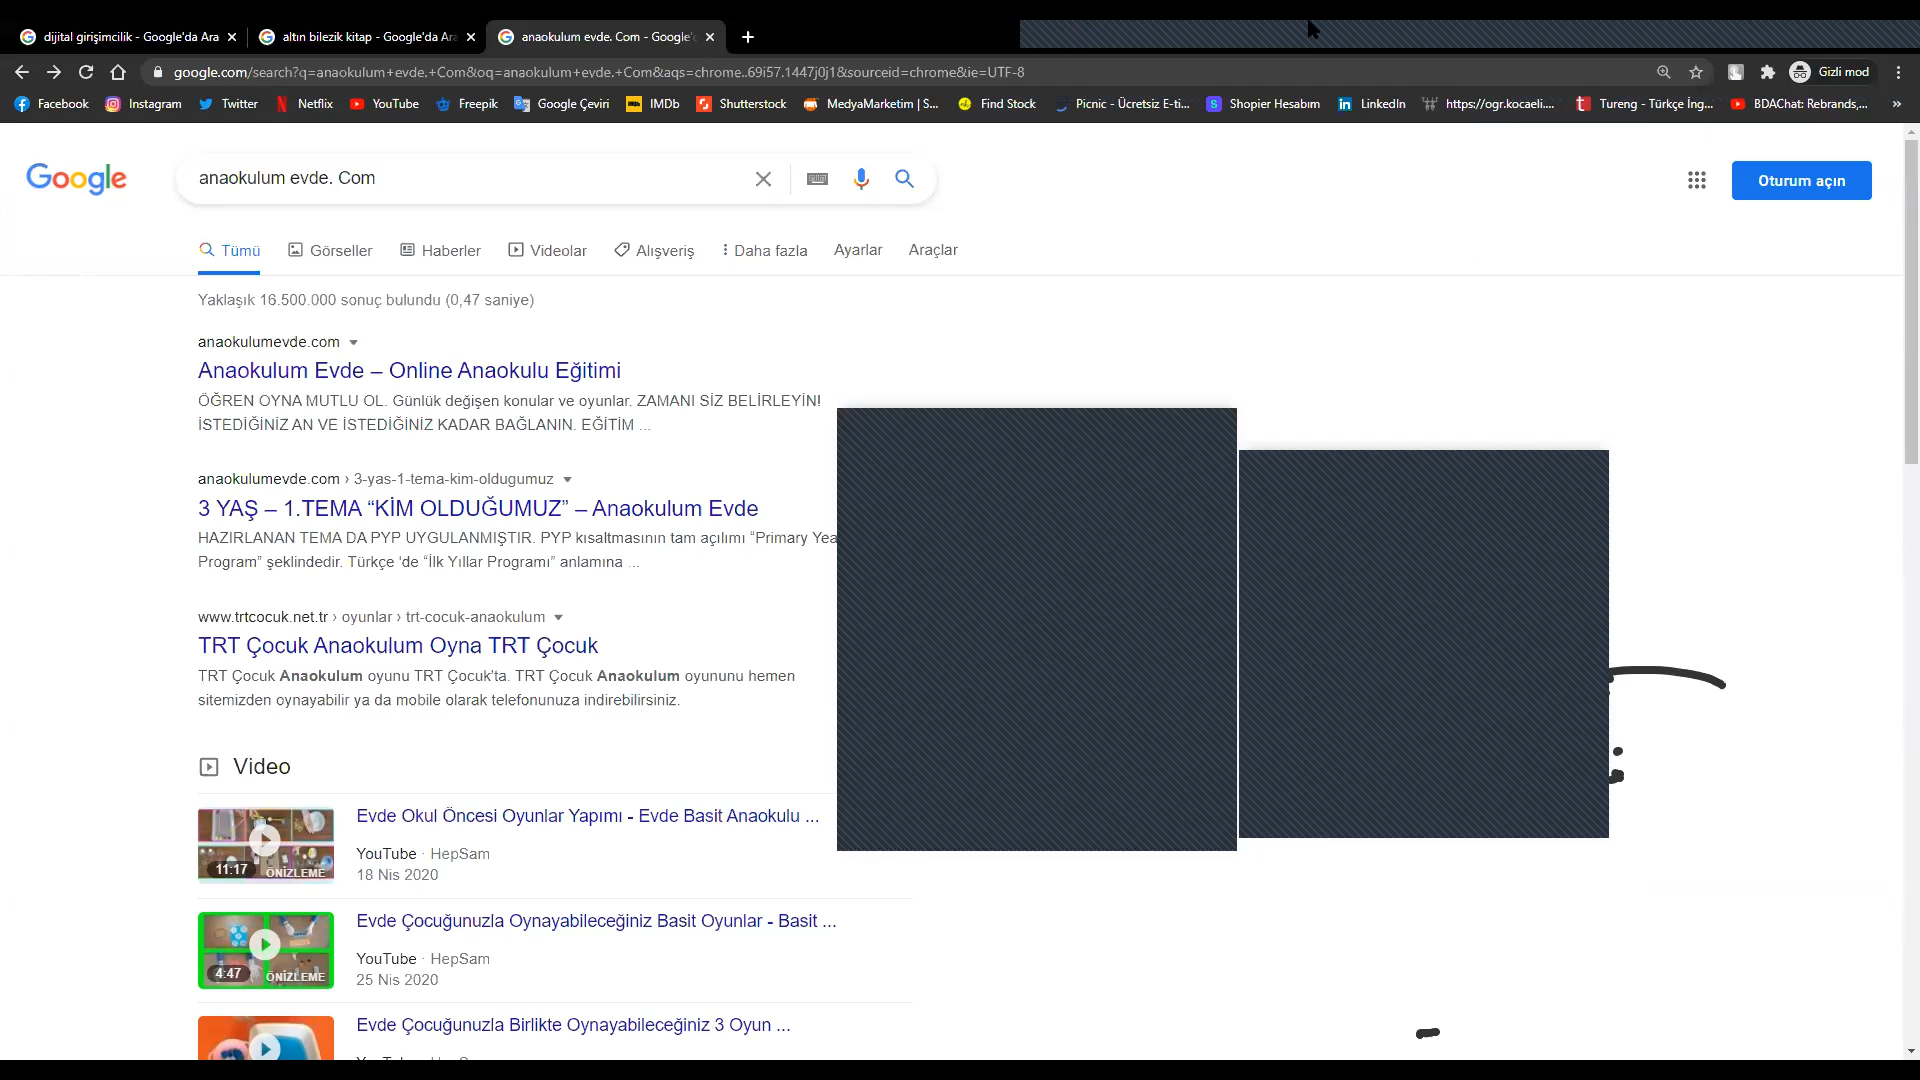 dijital girişimcilik - Google'da Ara
altın bilezik kitap - Google'da Ara
anaokulum evde. Com - Google'd
google.com/search?q=anaokulum+evde.+Com&oq=anaokulum+evde.+Com&aqs=chrome..69i57.1447j0j1&sourceid=chrome&ie=UTF-8
Gizli mod
Facebook Instagram Twitter Netflix YouTube Freepik Google Çeviri IMDb Shutterstock MedyaMarketim | S... Find Stock Picnic - Ücretsiz E-ti... Shopier Hesabım LinkedIn https://ogr.kocaeli.... Tureng - Türkçe İng... BDAChat: Rebrands,... »
Google
anaokulum evde. Com
Oturum açın
Tümü Görseller Haberler Videolar Alışveriş Daha fazla Ayarlar Araçlar
Yaklaşık 16.500.000 sonuç bulundu (0,47 saniye)
anaokulumevde.com
Anaokulum Evde – Online Anaokulu Eğitimi
ÖĞREN OYNA MUTLU OL. Günlük değişen konular ve oyunlar. ZAMANI SİZ BELİRLEYİN!
İSTEDİĞİNİZ AN VE İSTEDİĞİNİZ KADAR BAĞLANIN. EĞİTİM ...
anaokulumevde.com › 3-yas-1-tema-kim-oldugumuz
3 YAŞ – 1.TEMA “KİM OLDUĞUMUZ” – Anaokulum Evde
HAZIRLANAN TEMA DA PYP UYGULANMIŞTIR. PYP kısaltmasının tam açılımı “Primary Yea
Program” şeklindedir. Türkçe ‘de “İlk Yıllar Programı” anlamına ...
www.trtcocuk.net.tr › oyunlar › trt-cocuk-anaokulum
TRT Çocuk Anaokulum Oyna TRT Çocuk
TRT Çocuk Anaokulum oyunu TRT Çocuk'ta. TRT Çocuk Anaokulum oyununu hemen
sitemizden oynayabilir ya da mobile olarak telefonunuza indirebilirsiniz.
Video
Evde Okul Öncesi Oyunlar Yapımı - Evde Basit Anaokulu ...
YouTube · HepSam
18 Nis 2020
11:17 ÖNİZLEME
Evde Çocuğunuzla Oynayabileceğiniz Basit Oyunlar - Basit ...
YouTube · HepSam
25 Nis 2020
4:47 ÖNİZLEME
Evde Çocuğunuzla Birlikte Oynayabileceğiniz 3 Oyun ...